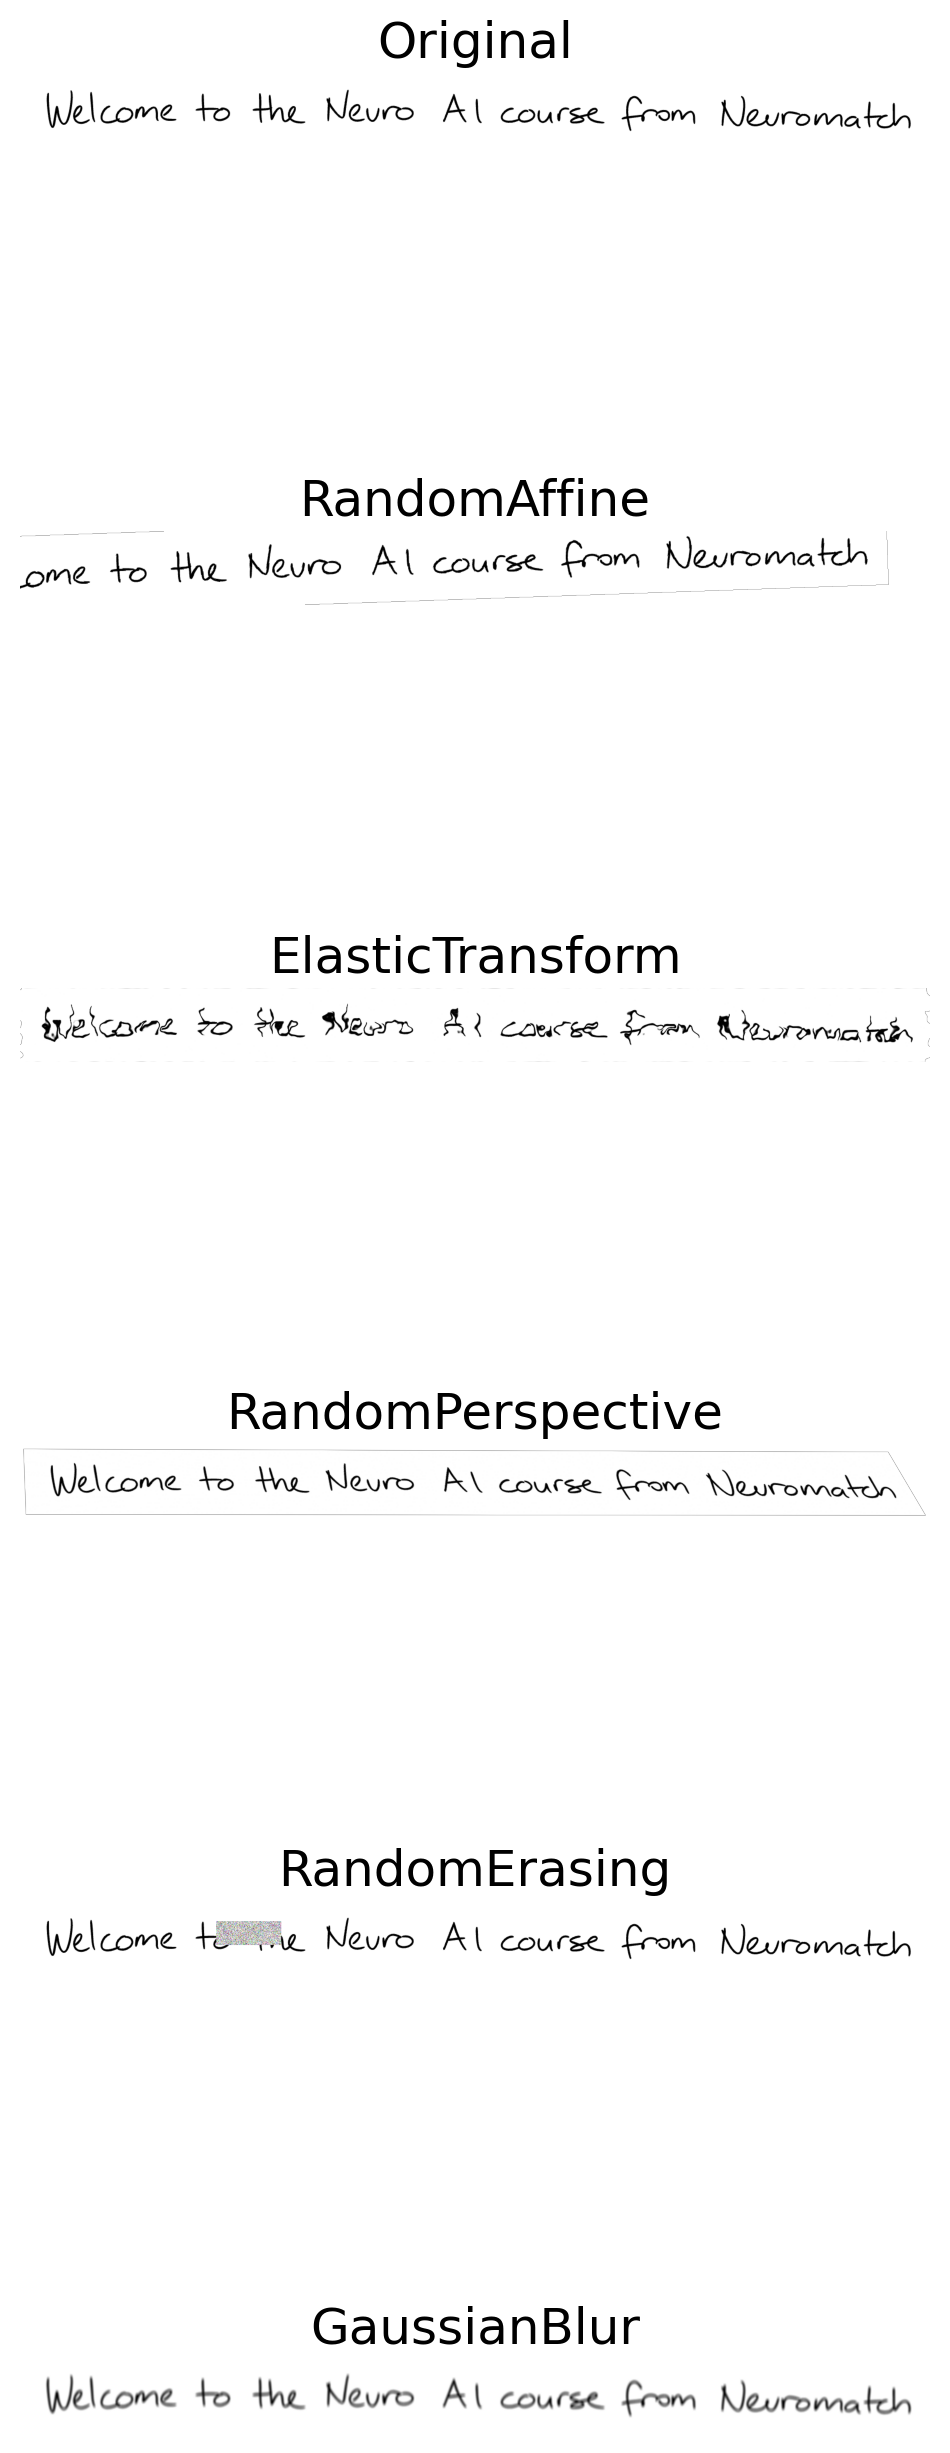 Original
Welcome to the Neuro AI course from Neuromatch
RandomAffine
ome to the Neuro AI course from Neuromatch
ElasticTransform
Welcome to the Neuro AI course from Neuromatch
RandomPerspective
Welcome to the Neuro AI course from Neuromatch
RandomErasing
Welcome Neuro AI course from Neuromatch
GaussianBlur
Welcome to the Neuro AI course from Neuromatch